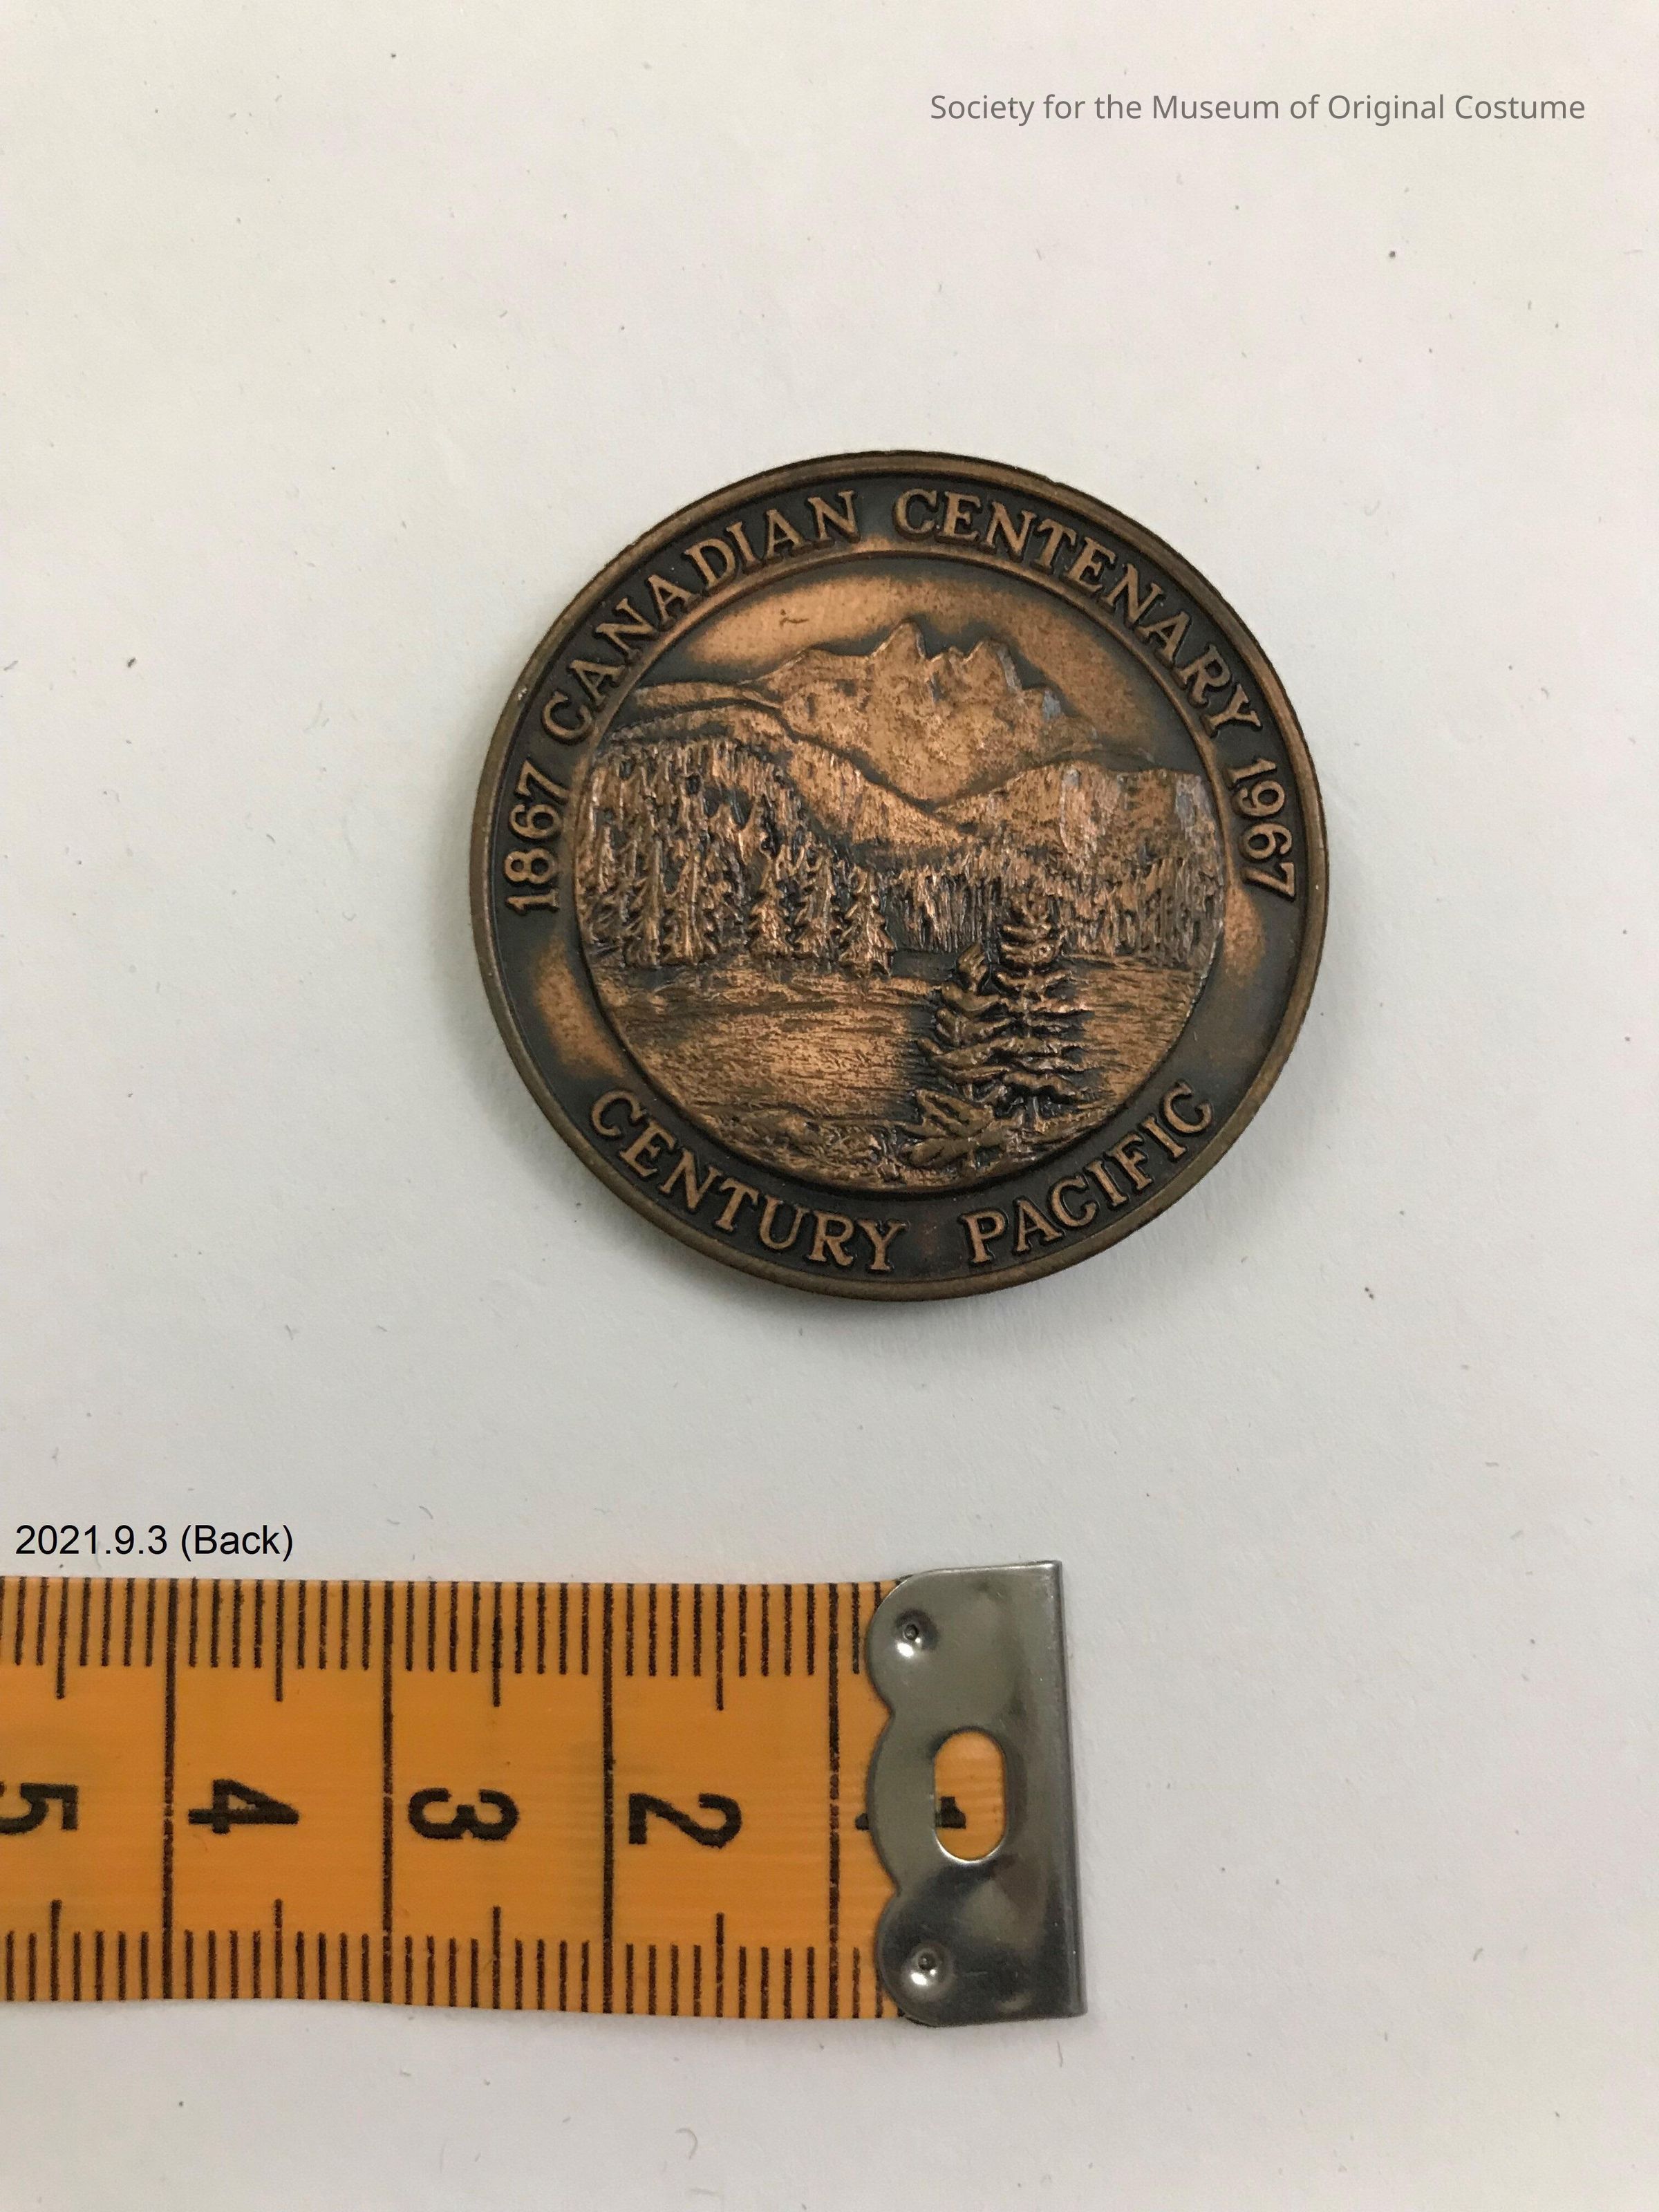 Society for the Museum of Original Costume
1867 CANADIAN CENTENARY 1967
CENTURY PACIFIC
2021.9.3 (Back)
5 4 3 2 1